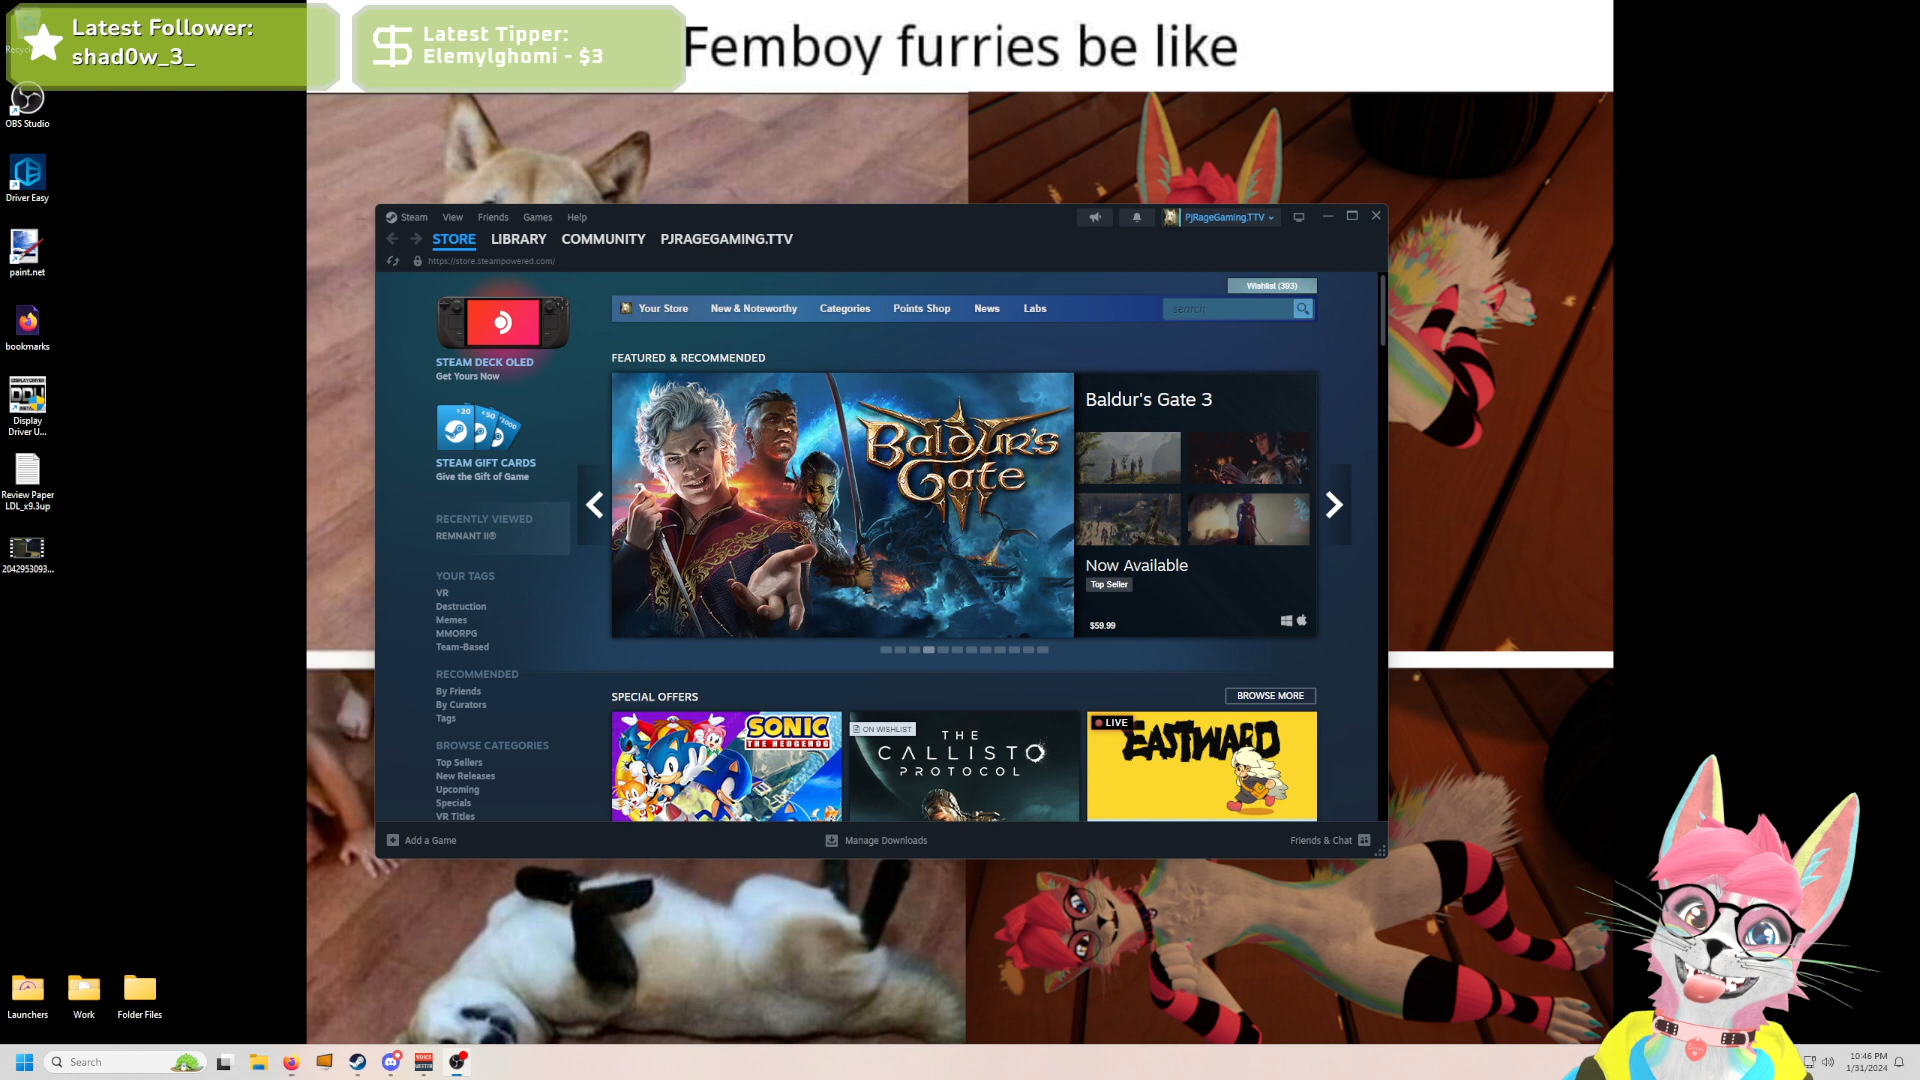 Latest Follower:
shad0w_3_
Latest Tipper:
Elemylghomi - $3
Femboy furries be like
OBS Studio
Driver Easy
paint.net
bookmarks
Display
Driver U...
Review Paper
LDL_x9.3up
2042953093...
Launchers
Work
Folder Files
Steam
View
Friends
Games
Help
PjRageGaming.TTV
STORE
LIBRARY
COMMUNITY
PJRAGEGAMING.TTV
https://store.steampowered.com/
Wishlist (393)
Your Store
New & Noteworthy
Categories
Points Shop
News
Labs
search
STEAM DECK OLED
Get Yours Now
$20
$50
$1000
STEAM GIFT CARDS
Give the Gift of Game
RECENTLY VIEWED
REMNANT II®
YOUR TAGS
VR
Destruction
Memes
MMORPG
Team-Based
RECOMMENDED
By Friends
By Curators
Tags
BROWSE CATEGORIES
Top Sellers
New Releases
Upcoming
Specials
VR Titles
FEATURED & RECOMMENDED
BALDUR'S
GATE
Baldur's Gate 3
Now Available
Top Seller
$59.99
SPECIAL OFFERS
BROWSE MORE
SONIC
THE HEDGEHOG
ON WISHLIST
THE
CALLISTO
PROTOCOL
LIVE
EASTWARD
Add a Game
Manage Downloads
Friends & Chat
Search
10:46 PM
1/31/2024